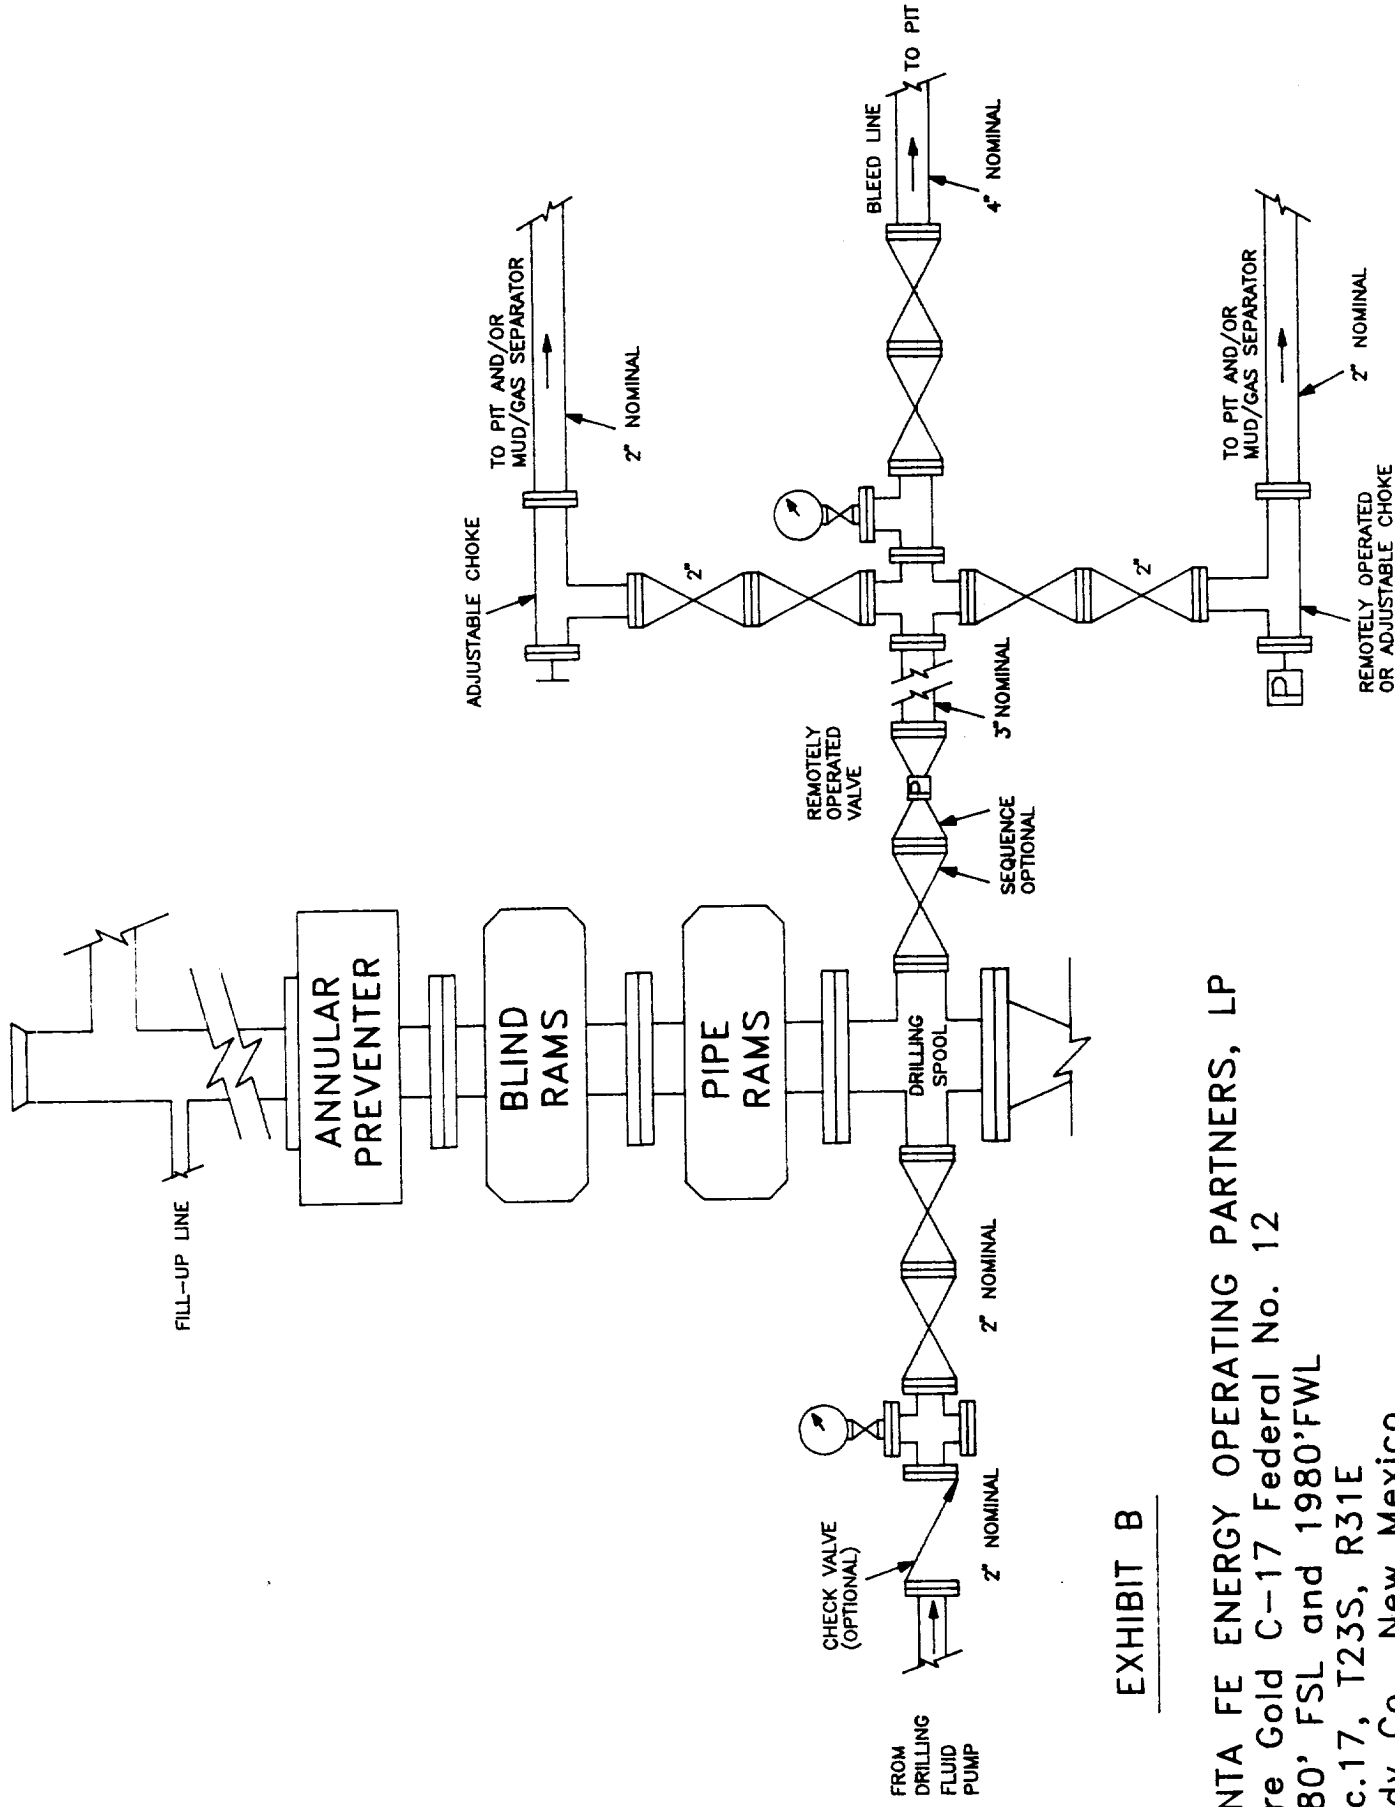 FILL-UP LINE
ANNULAR
PREVENTER
BLIND
RAMS
PIPE
RAMS
DRILLING
SPOOL
ADJUSTABLE CHOKE
TO PIT AND/OR
MUD/GAS SEPARATOR
2" NOMINAL
2"
REMOTELY
OPERATED
VALVE
P
SEQUENCE
OPTIONAL
3" NOMINAL
BLEED LINE
TO PIT
4" NOMINAL
2"
TO PIT AND/OR
MUD/GAS SEPARATOR
2" NOMINAL
P
REMOTELY OPERATED
OR ADJUSTABLE CHOKE
FROM
DRILLING
FLUID
PUMP
CHECK VALVE
(OPTIONAL)
2" NOMINAL
2" NOMINAL
EXHIBIT B
NTA FE ENERGY OPERATING PARTNERS, LP
re Gold C-17 Federal No. 12
80' FSL and 1980'FWL
c.17, T23S, R31E
dy Co., New Mexico